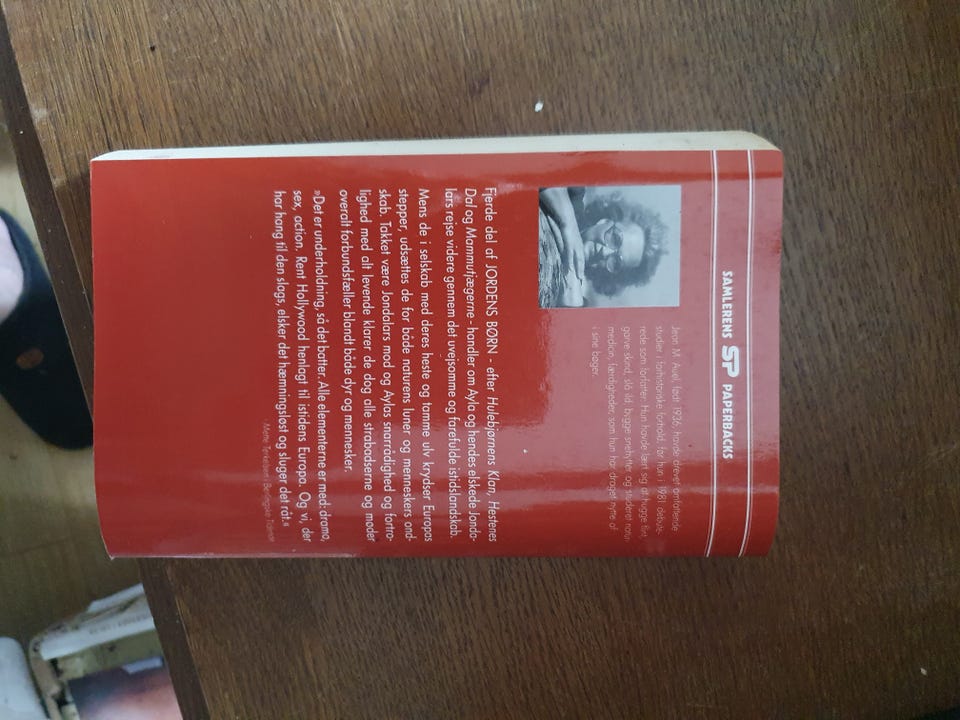 SAMLERENS SP PAPERBACKS
Jean M. Auel, født 1936, havde drevet omfattende
studier i forhistoriske forhold, før hun i 1981 debute-
rede som forfatter. Hun havde lært sig at hugge flint,
garve skind, slå ild, bygge snehytter og studeret natur-
medicin, færdigheder, som hun har draget nytte af
i sine bøger.
Fjerde del af JORDENS BØRN - efter Hulebjørnens Klan, Hestenes
Dal og Mammutjægerne - handler om Ayla og hendes elskede Jonda-
lars rejse videre gennem det uvejsomme og farefulde istidslandskab.
Mens de i selskab med deres heste og tamme ulv krydser Europas
stepper, udsættes de for både naturens luner og menneskers ond-
skab. Takket være Jondalars mod og Aylas snarrådighed og fortro-
lighed med alt levende klarer de dog alle strabadserne og møder
overalt forbundsfæller blandt både dyr og mennesker.
»Det er underholdning så det batter. Alle elementerne er med: drama,
sex, action. Rent Hollywood henlagt til istidens Europa. Og vi, der
har hang til den slags, elsker det hæmningsløst og sluger det råt.«
Berlingske Tidende